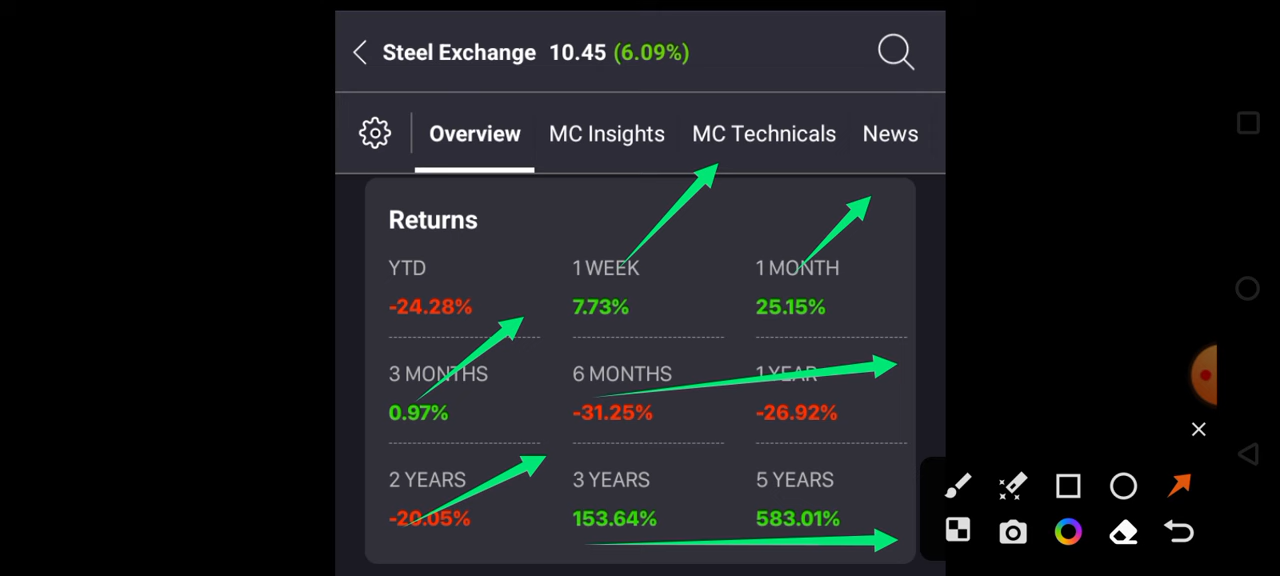 Steel Exchange 10.45 (6.09%)
Overview MC Insights MC Technicals News
Returns
YTD 1 WEEK 1 MONTH
-24.28% 7.73% 25.15%
3 MONTHS 6 MONTHS 1 YEAR
0.97% -31.25% -26.92%
2 YEARS 3 YEARS 5 YEARS
-20.05% 153.64% 583.01%